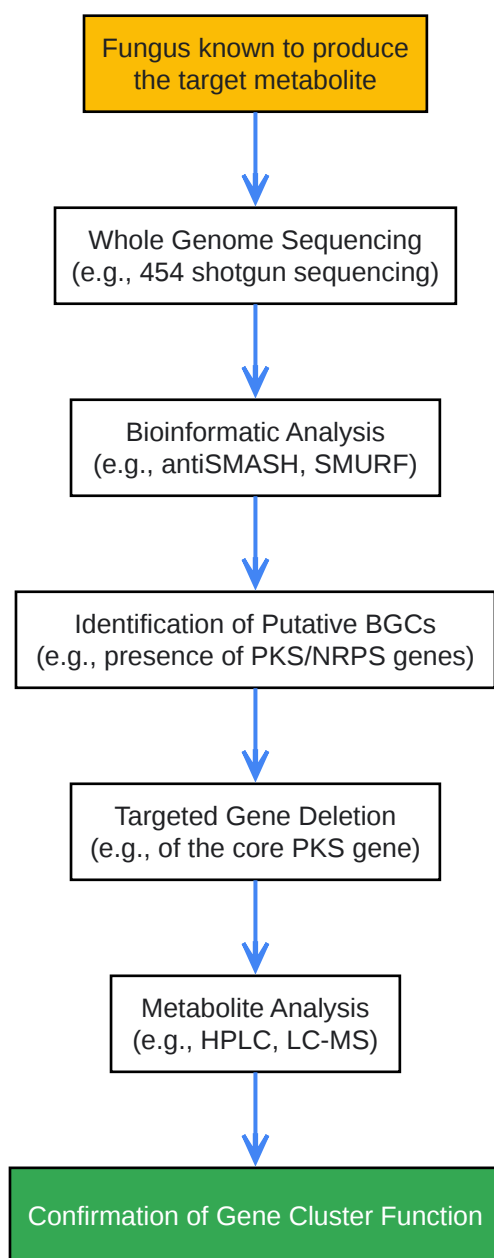 Fungus known to produce
the target metabolite
Whole Genome Sequencing
(e.g., 454 shotgun sequencing)
Bioinformatic Analysis
(e.g., antiSMASH, SMURF)
Identification of Putative BGCs
(e.g., presence of PKS/NRPS genes)
Targeted Gene Deletion
(e.g., of the core PKS gene)
Metabolite Analysis
(e.g., HPLC, LC-MS)
Confirmation of Gene Cluster Function